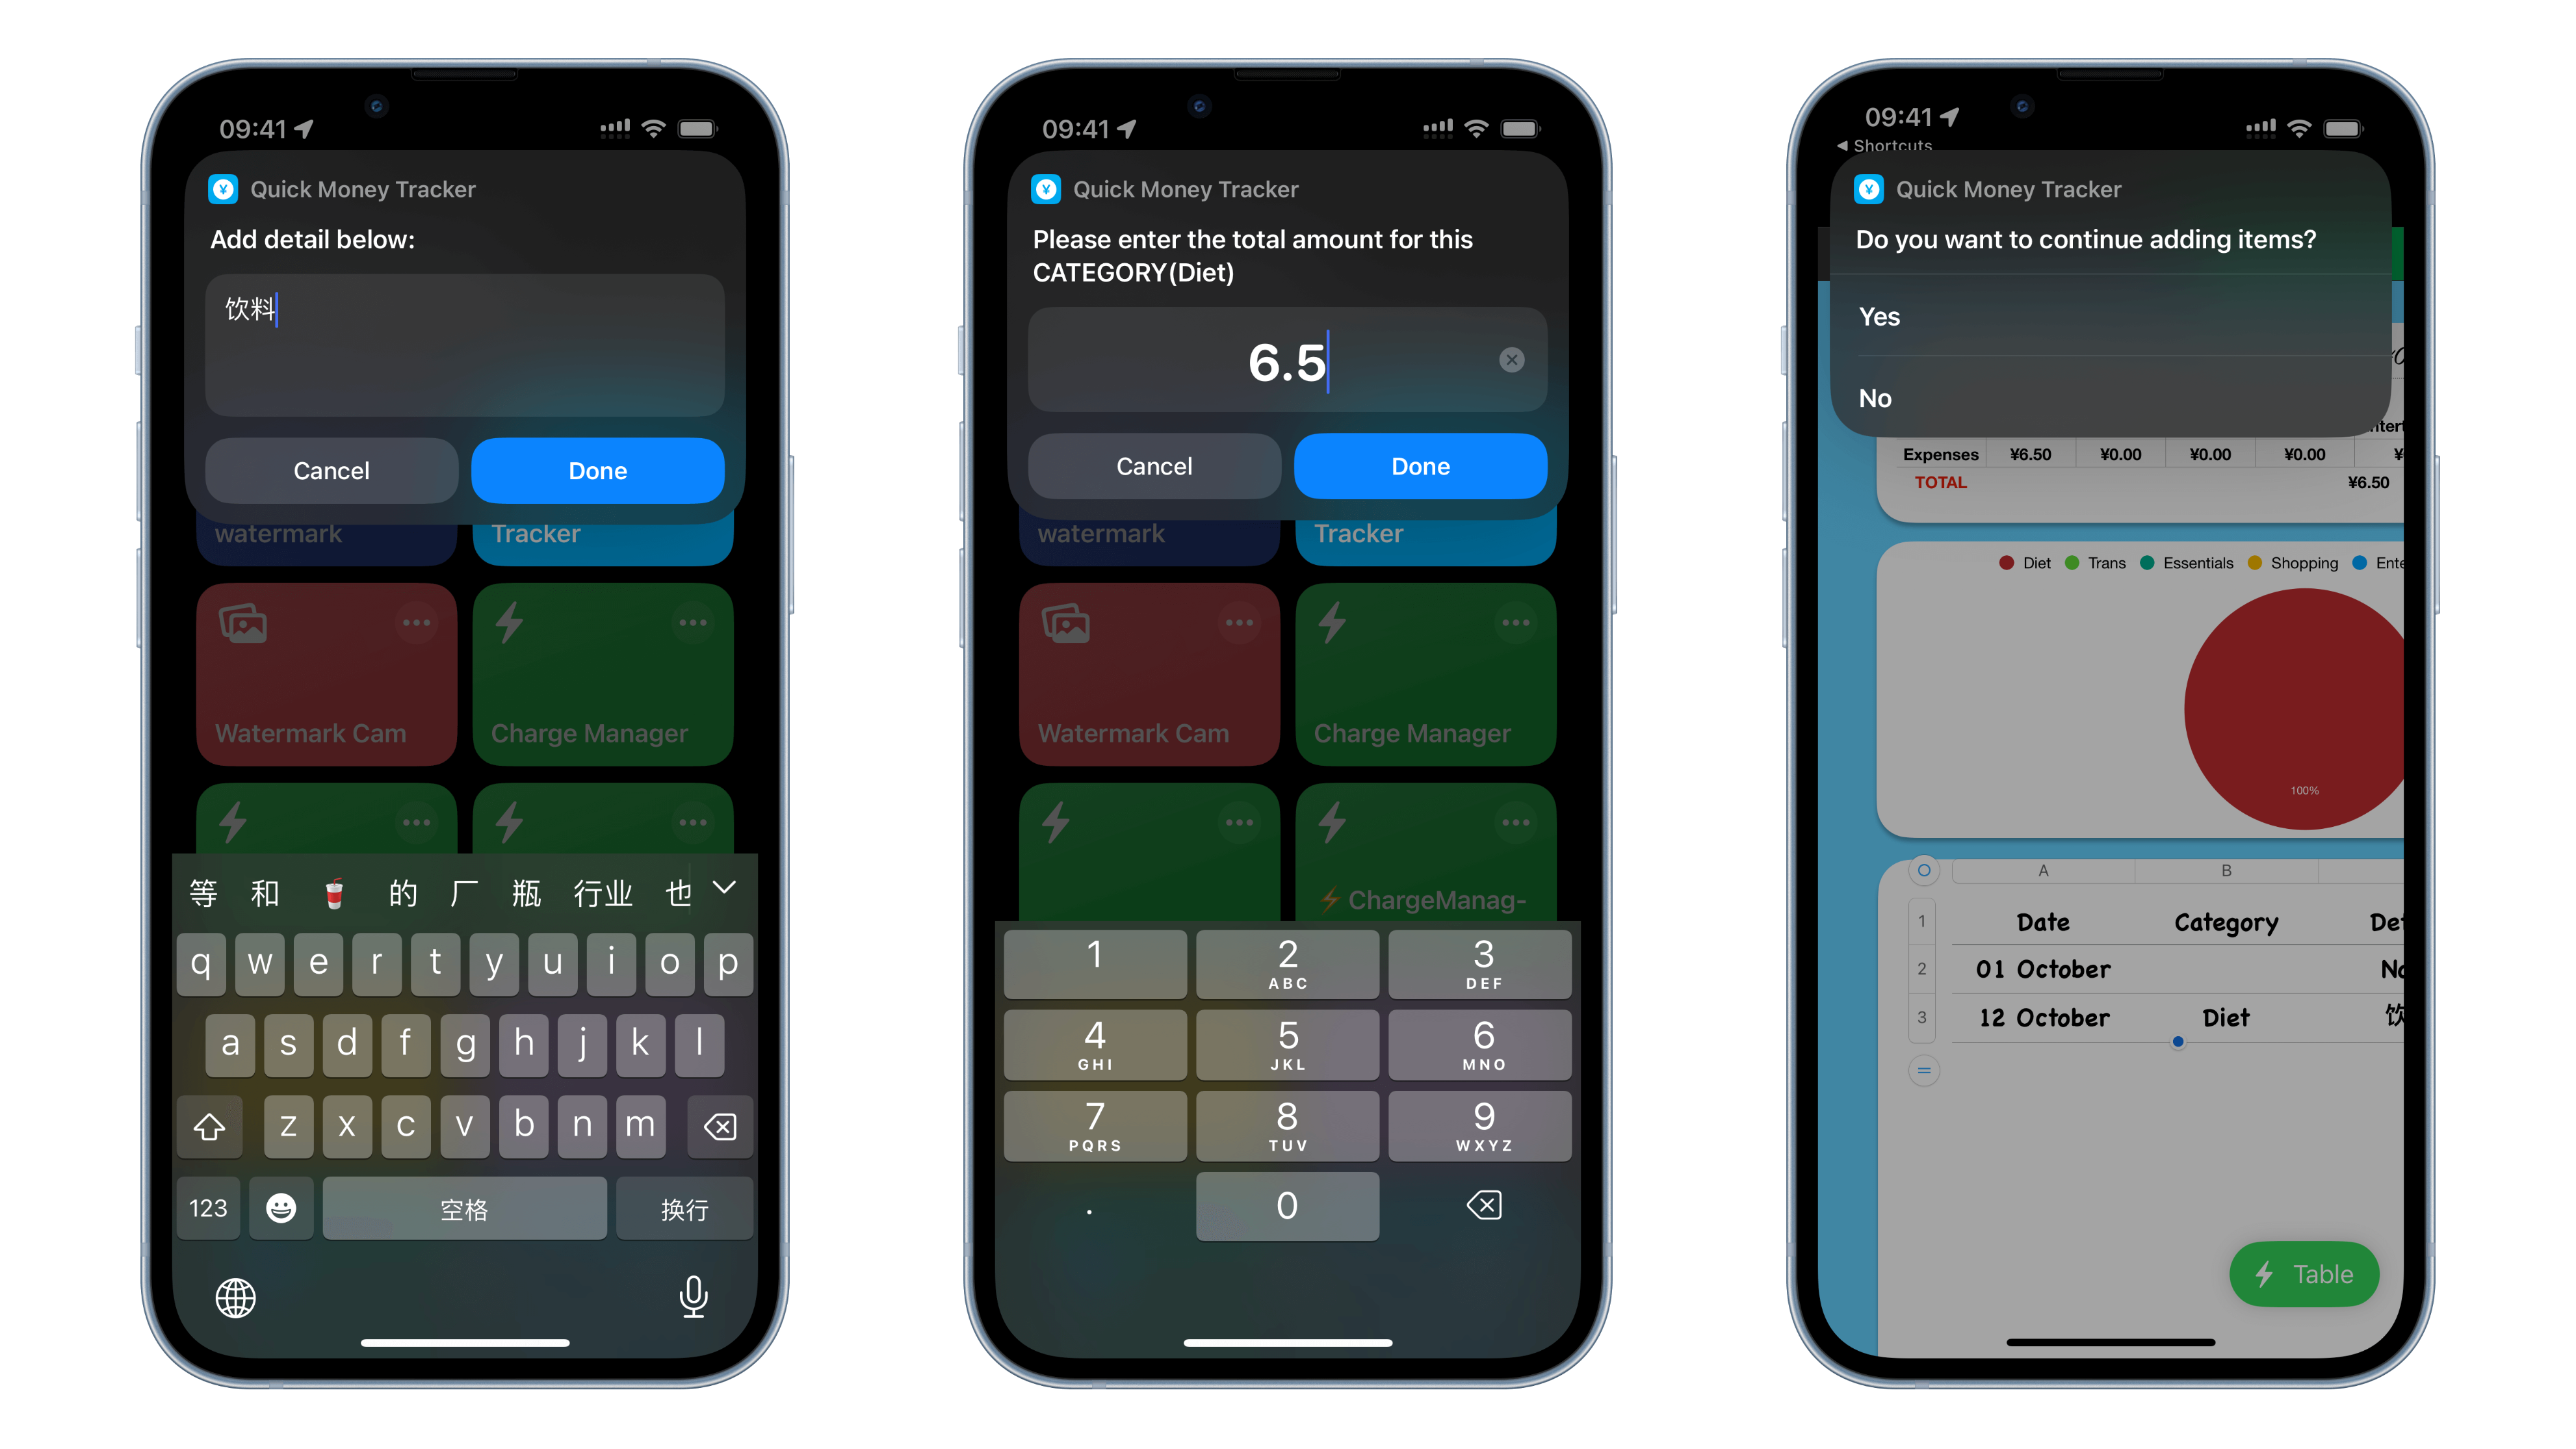 09:41
Quick Money Tracker
Add detail below:
饮料
Cancel
Done
watermark
Tracker
Watermark Cam
Charge Manager
等 和 的 厂 瓶 行业 也
q w e r t y u i o p
a s d f g h j k l
z x c v b n m
123
空格
换行
09:41
Quick Money Tracker
Please enter the total amount for this
CATEGORY(Diet)
6.5
Cancel
Done
watermark
Tracker
Watermark Cam
Charge Manager
ChargeManag-
1
2
ABC
3
DEF
4
GHI
5
JKL
6
MNO
7
PQRS
8
TUV
9
WXYZ
.
0
09:41
Shortcuts
Quick Money Tracker
Do you want to continue adding items?
Yes
No
Expenses ¥6.50 ¥0.00 ¥0.00 ¥0.00 ¥
TOTAL ¥6.50
Diet Trans Essentials Shopping Ente
100%
A B
1 Date Category Det
2 01 October No
3 12 October Diet 饮
Table